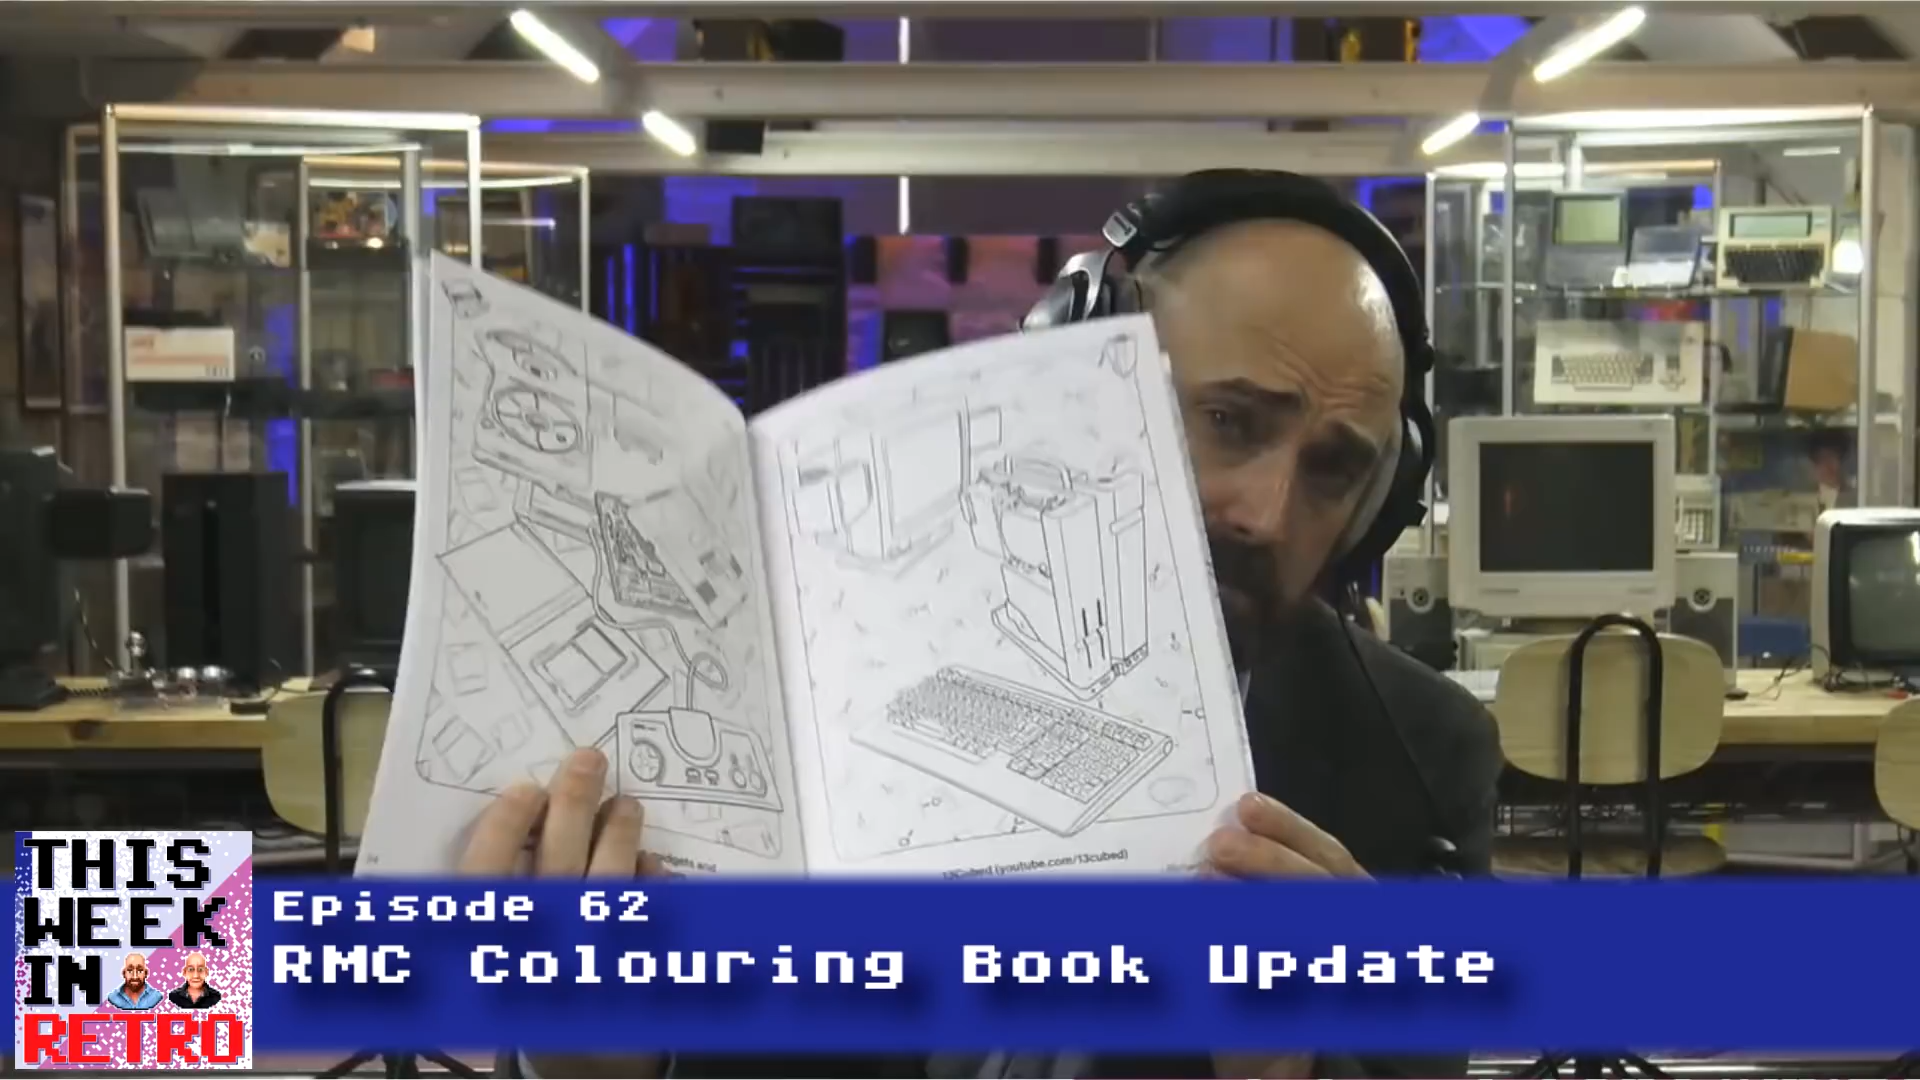 13Cubed (youtube.com/13cubed)
THIS
WEEK
IN
RETRO
Episode 62
RMC Colouring Book Update